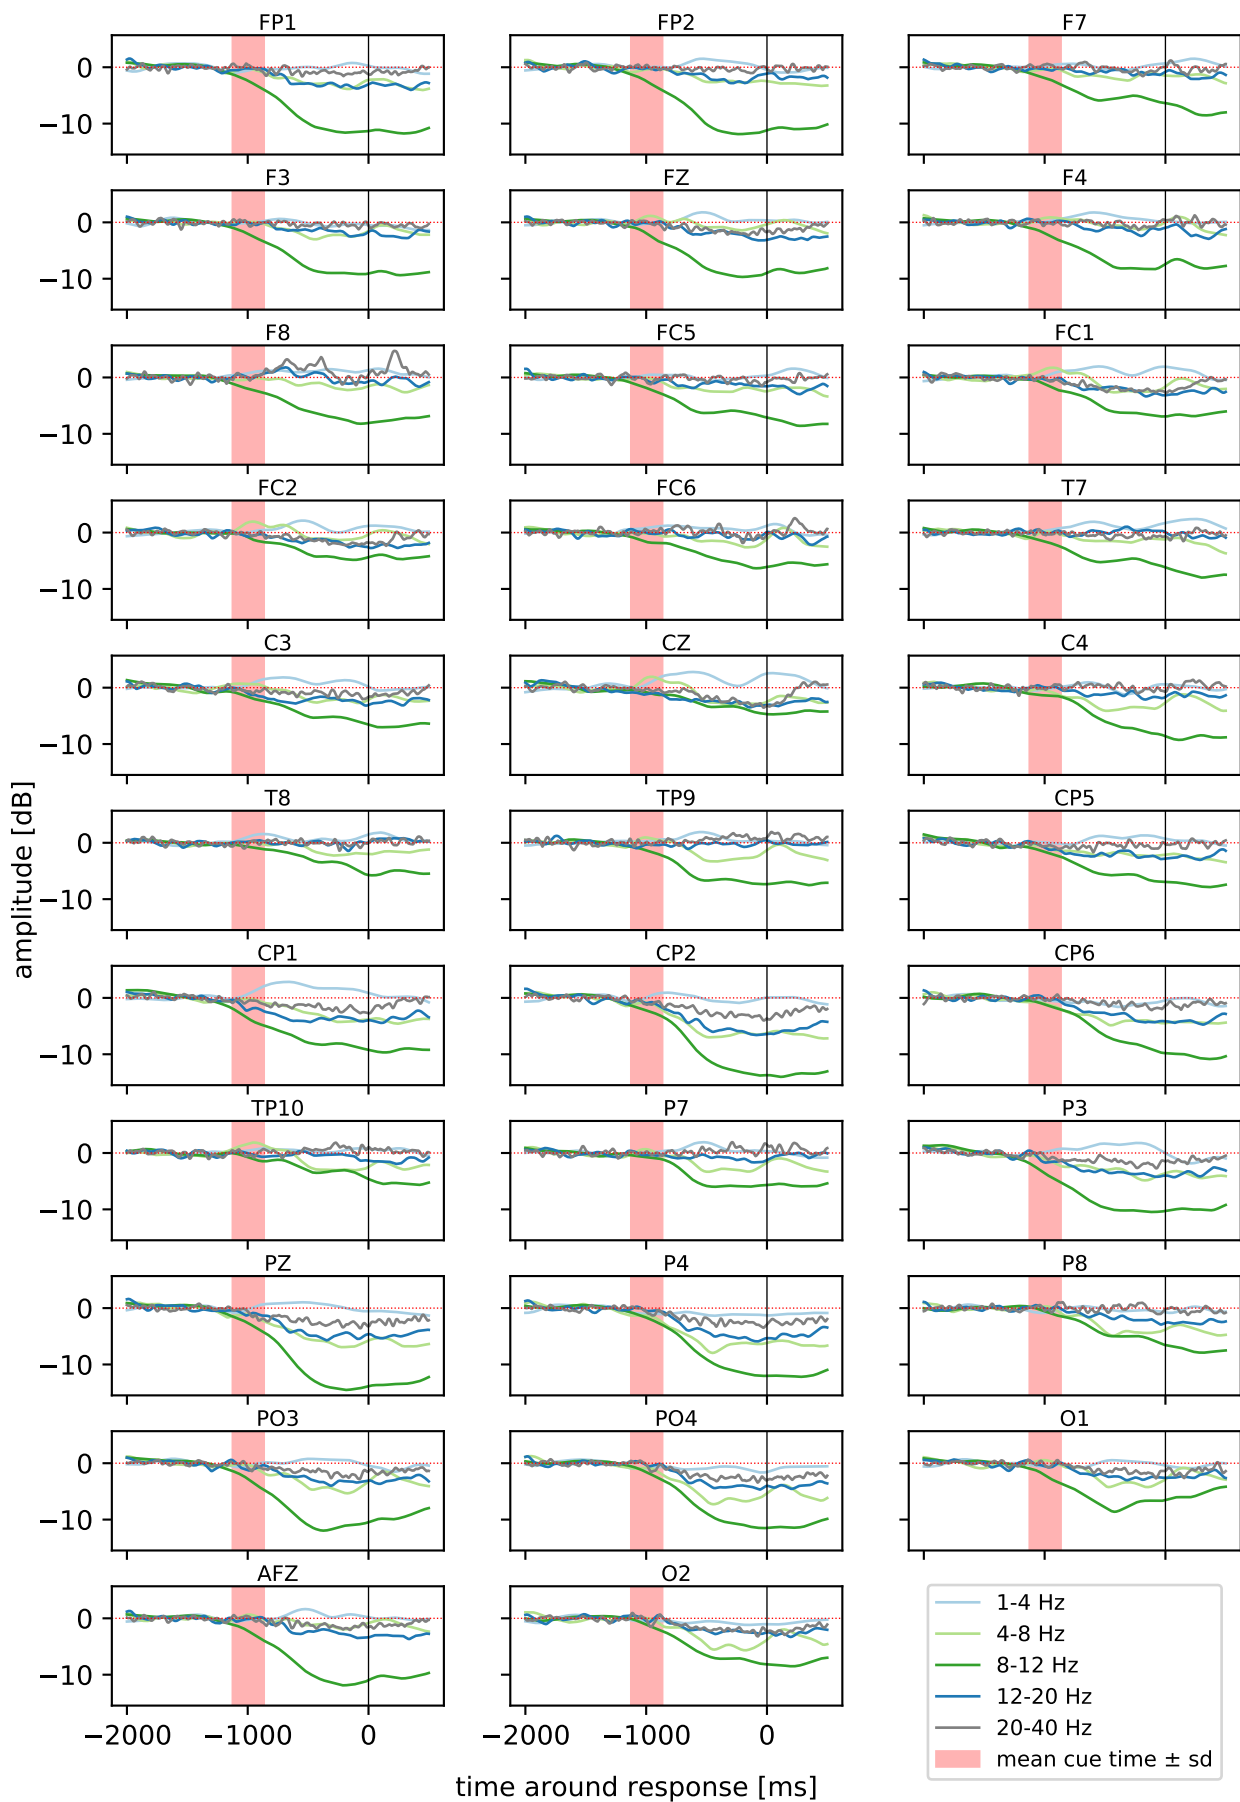 FP1 FP2 F7
0
−10
F3 FZ F4
0
−10
F8 FC5 FC1
0
−10
FC2 FC6 T7
0
−10
C3 CZ C4
0
−10
T8 TP9 CP5
0
−10
CP1 CP2 CP6
0
−10
TP10 P7 P3
0
−10
PZ P4 P8
0
−10
PO3 PO4 O1
0
−10
AFZ O2
0
−10
−2000 −1000 0 −2000 −1000 0
amplitude [dB]
time around response [ms]
1-4 Hz
4-8 Hz
8-12 Hz
12-20 Hz
20-40 Hz
mean cue time ± sd